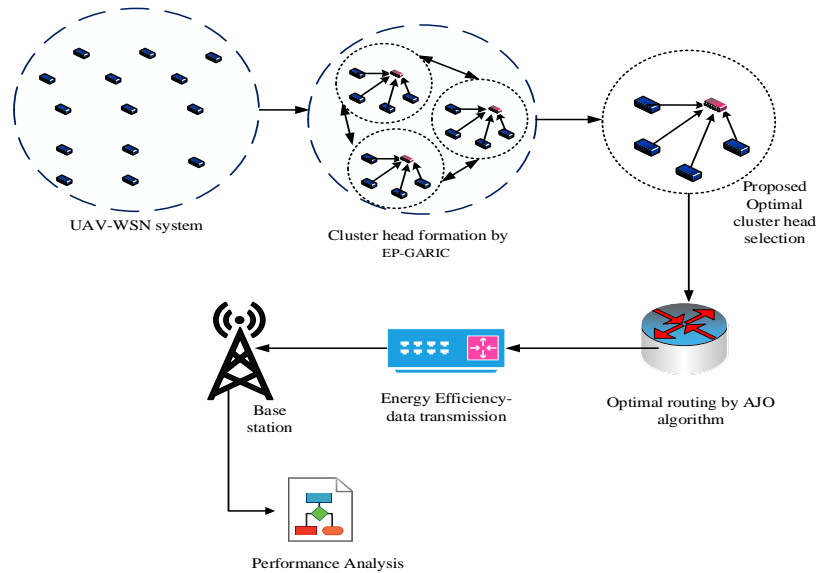 UAV-WSN system
Cluster head formation by
EP-GARIC
Proposed
Optimal
cluster head
selection
Base
station
Energy Efficiency-
data transmission
Optimal routing by AJO
algorithm
Performance Analysis